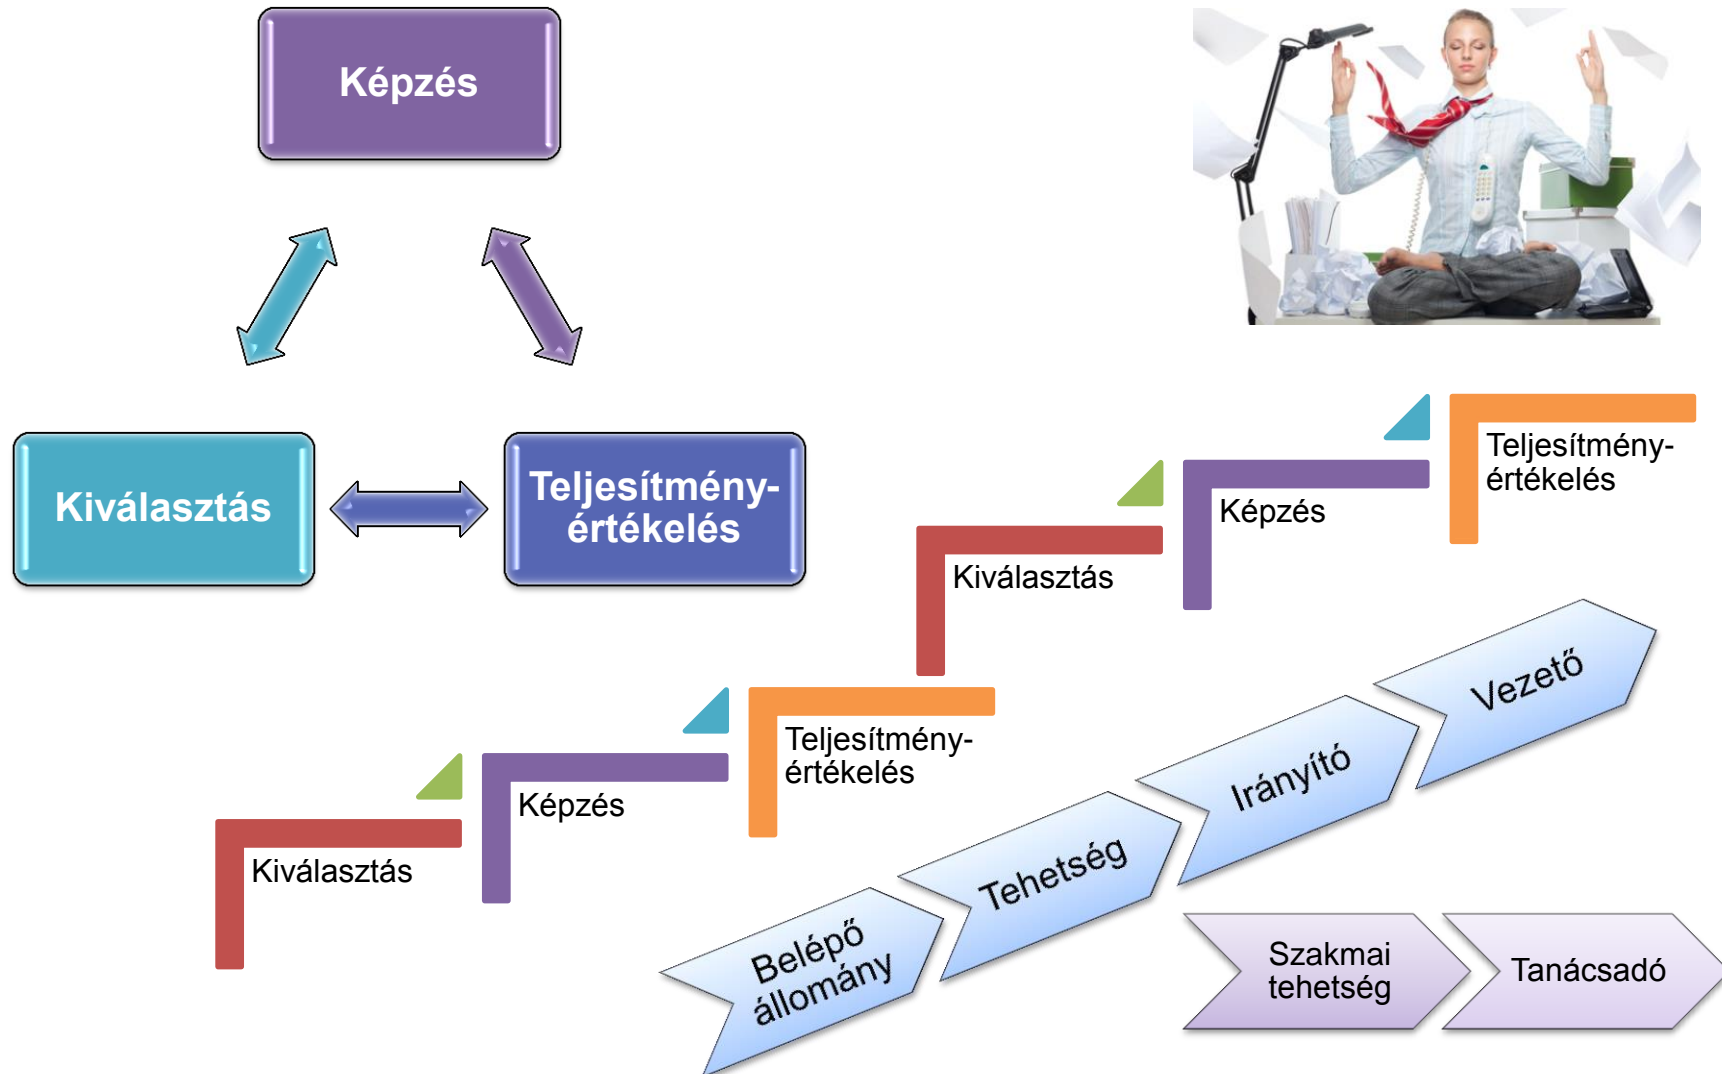 Képzés
Kiválasztás
Teljesítmény-
értékelés
Kiválasztás
Képzés
Teljesítmény-
értékelés
Kiválasztás
Képzés
Teljesítmény-
értékelés
Belépő
állomány
Tehetség
Irányító
Vezető
Szakmai
tehetség
Tanácsadó